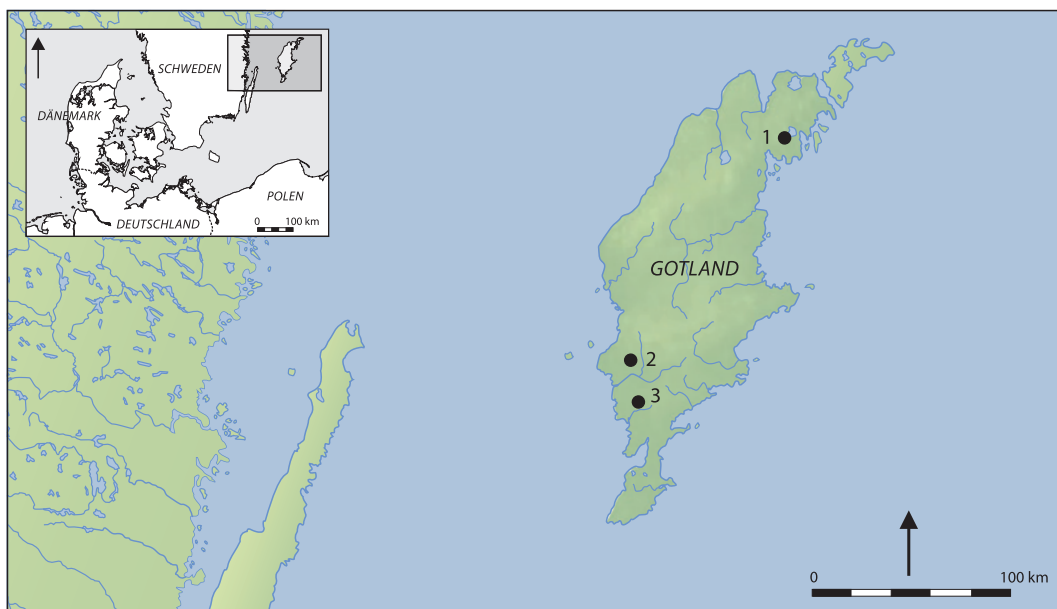 SCHWEDEN
DÄNEMARK
POLEN
DEUTSCHLAND
0 100 km
1
GOTLAND
2
3
0 100 km